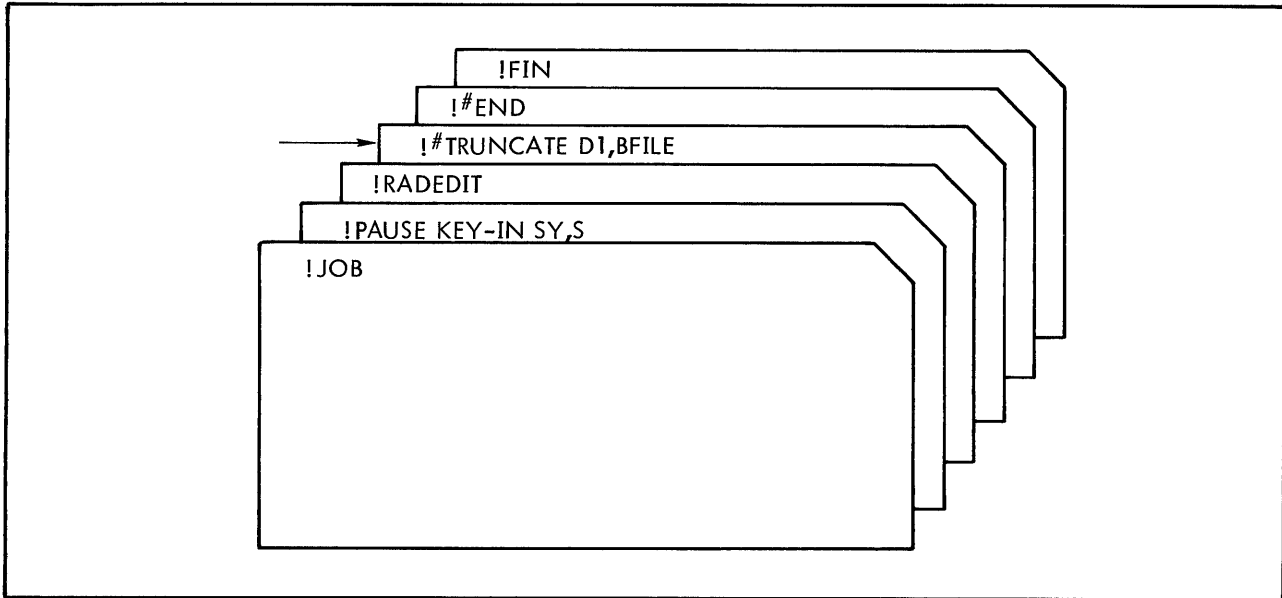 !FIN
!#END
!#TRUNCATE D1,BFILE
!RADEDIT
!PAUSE KEY-IN SY,S
!JOB